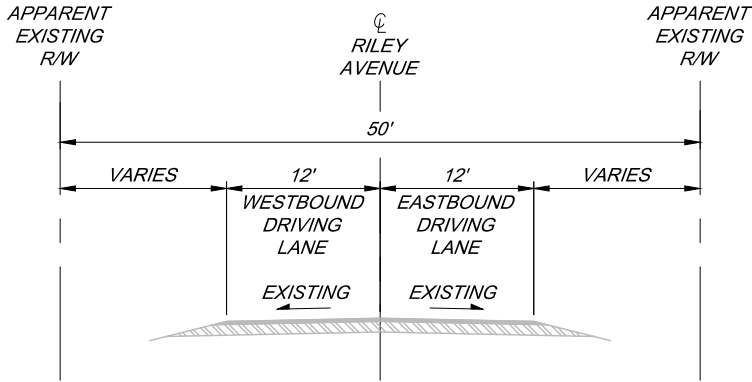 APPARENT
EXISTING
R/W
℄
RILEY
AVENUE
APPARENT
EXISTING
R/W
50'
VARIES
12'
12'
VARIES
WESTBOUND
DRIVING
LANE
EASTBOUND
DRIVING
LANE
EXISTING
EXISTING